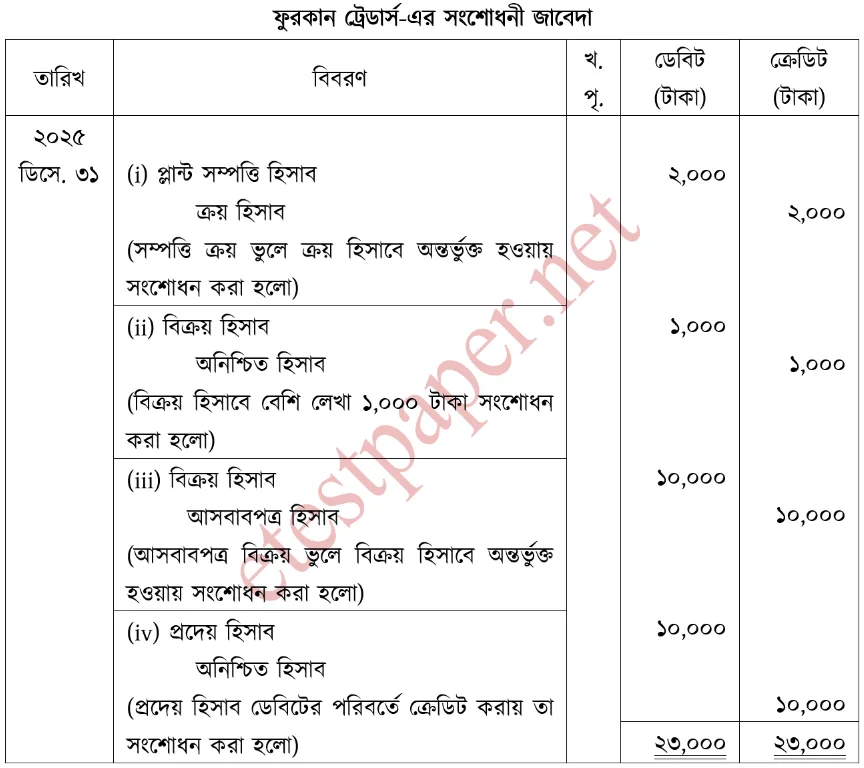 ফুরকান ট্রেডার্স-এর সংশোধনী জাবেদা
তারিখ বিবরণ খ. পৃ. ডেবিট (টাকা) ক্রেডিট (টাকা)
২০২৫
ডিসে. ৩১ (i) প্লান্ট সম্পত্তি হিসাব ২,০০০
ক্রয় হিসাব ২,০০০
(সম্পত্তি ক্রয় ভুলে ক্রয় হিসাবে অন্তর্ভুক্ত হওয়ায়
সংশোধন করা হলো)
(ii) বিক্রয় হিসাব ১,০০০
অনিশ্চিত হিসাব ১,০০০
(বিক্রয় হিসাবে বেশি লেখা ১,০০০ টাকা সংশোধন
করা হলো)
(iii) বিক্রয় হিসাব ১০,০০০
আসবাবপত্র হিসাব ১০,০০০
(আসবাবপত্র বিক্রয় ভুলে বিক্রয় হিসাবে অন্তর্ভুক্ত
হওয়ায় সংশোধন করা হলো)
(iv) প্রদেয় হিসাব ১০,০০০
অনিশ্চিত হিসাব
(প্রদেয় হিসাব ডেবিটের পরিবর্তে ক্রেডিট করায় তা ১০,০০০
সংশোধন করা হলো) ২৩,০০০ ২৩,০০০
etestpaper.net